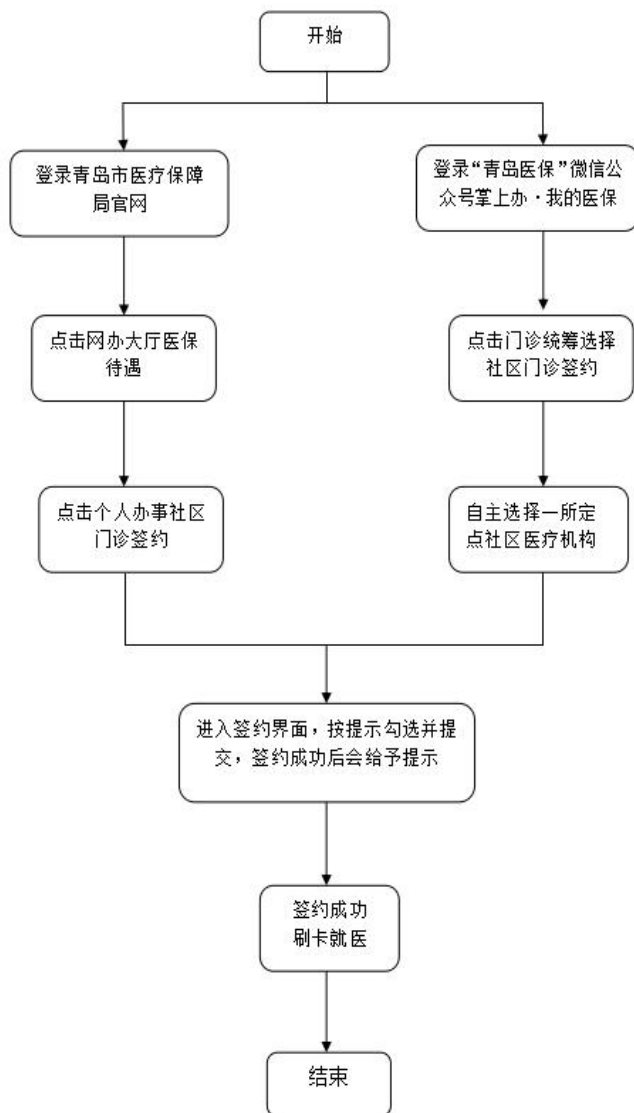 开始
登录青岛市医疗保障
局官网
登录“青岛医保”微信公
众号掌上办·我的医保
点击网办大厅医保
待遇
点击门诊统筹选择
社区门诊签约
点击个人办事社区
门诊签约
自主选择一所定
点社区医疗机构
进入签约界面，按提示勾选并提
交，签约成功后会给予提示
签约成功
刷卡就医
结束